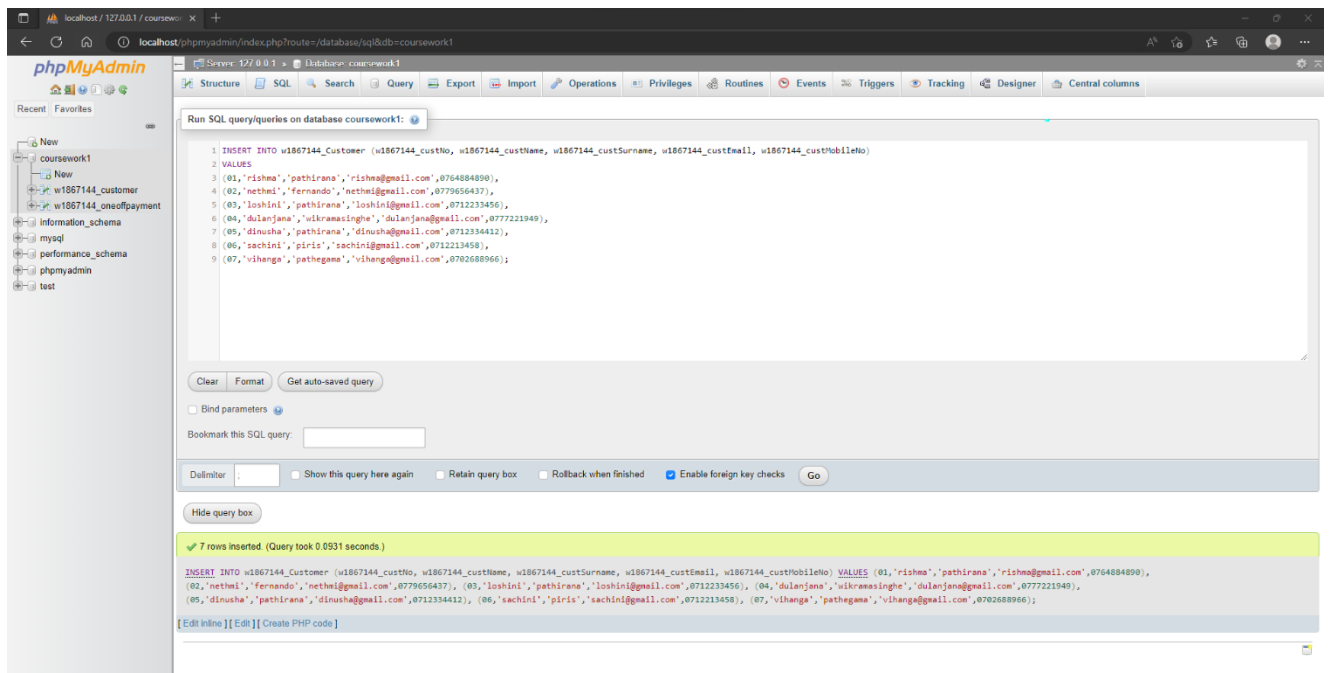 localhost / 127.0.0.1 / coursewor
localhost/phpmyadmin/index.php?route=/database/sql&db=coursework1
phpMyAdmin
Recent Favorites
New
coursework1
New
w1867144_customer
w1867144_oneoffpayment
information_schema
mysql
performance_schema
phpmyadmin
test
Server: 127.0.0.1 » Database: coursework1
Structure SQL Search Query Export Import Operations Privileges Routines Events Triggers Tracking Designer Central columns
Run SQL query/queries on database coursework1:
1 INSERT INTO w1867144_Customer (w1867144_custNo, w1867144_custName, w1867144_custSurname, w1867144_custEmail, w1867144_custMobileNo)
2 VALUES
3 (01,'rishma','pathirana','rishma@gmail.com',0764884890),
4 (02,'nethmi','fernando','nethmi@gmail.com',0779656437),
5 (03,'loshini','pathirana','loshini@gmail.com',0712233456),
6 (04,'dulanjana','wikramasinghe','dulanjana@gmail.com',0777221949),
7 (05,'dinusha','pathirana','dinusha@gmail.com',0712334412),
8 (06,'sachini','piris','sachini@gmail.com',0712213458),
9 (07,'vihanga','pathegama','vihanga@gmail.com',0702688966);
Clear Format Get auto-saved query
Bind parameters
Bookmark this SQL query:
Delimiter ; Show this query here again Retain query box Rollback when finished Enable foreign key checks Go
Hide query box
7 rows inserted. (Query took 0.0931 seconds.)
INSERT INTO w1867144_Customer (w1867144_custNo, w1867144_custName, w1867144_custSurname, w1867144_custEmail, w1867144_custMobileNo) VALUES (01,'rishma','pathirana','rishma@gmail.com',0764884890),
(02,'nethmi','fernando','nethmi@gmail.com',0779656437), (03,'loshini','pathirana','loshini@gmail.com',0712233456), (04,'dulanjana','wikramasinghe','dulanjana@gmail.com',0777221949),
(05,'dinusha','pathirana','dinusha@gmail.com',0712334412), (06,'sachini','piris','sachini@gmail.com',0712213458), (07,'vihanga','pathegama','vihanga@gmail.com',0702688966);
[ Edit inline ] [ Edit ] [ Create PHP code ]